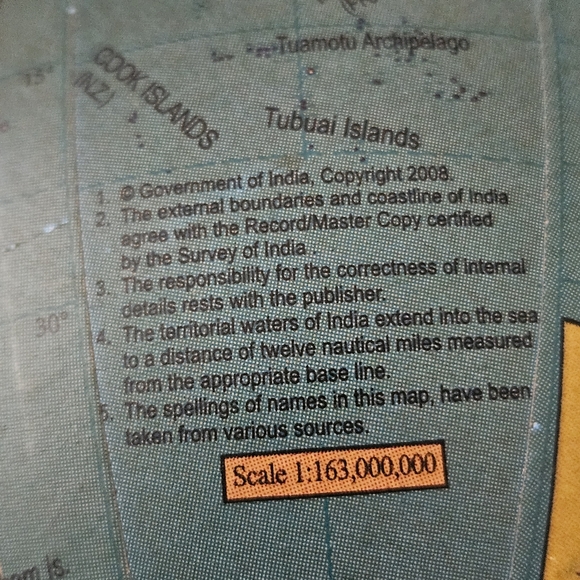 Tuamotu Archipelago
15°
COOK ISLANDS
(NZ)
Tubuai Islands
1. © Government of India, Copyright 2008.
2. The external boundaries and coastline of India
agree with the Record/Master Copy certified
by the Survey of India .
3. The responsibility for the correctness of internal
details rests with the publisher.
30°
4. The territorial waters of India extend into the sea
to a distance of twelve nautical miles measured
from the appropriate base line.
5. The spellings of names in this map, have been
taken from various sources.
Scale 1:163,000,000
is.